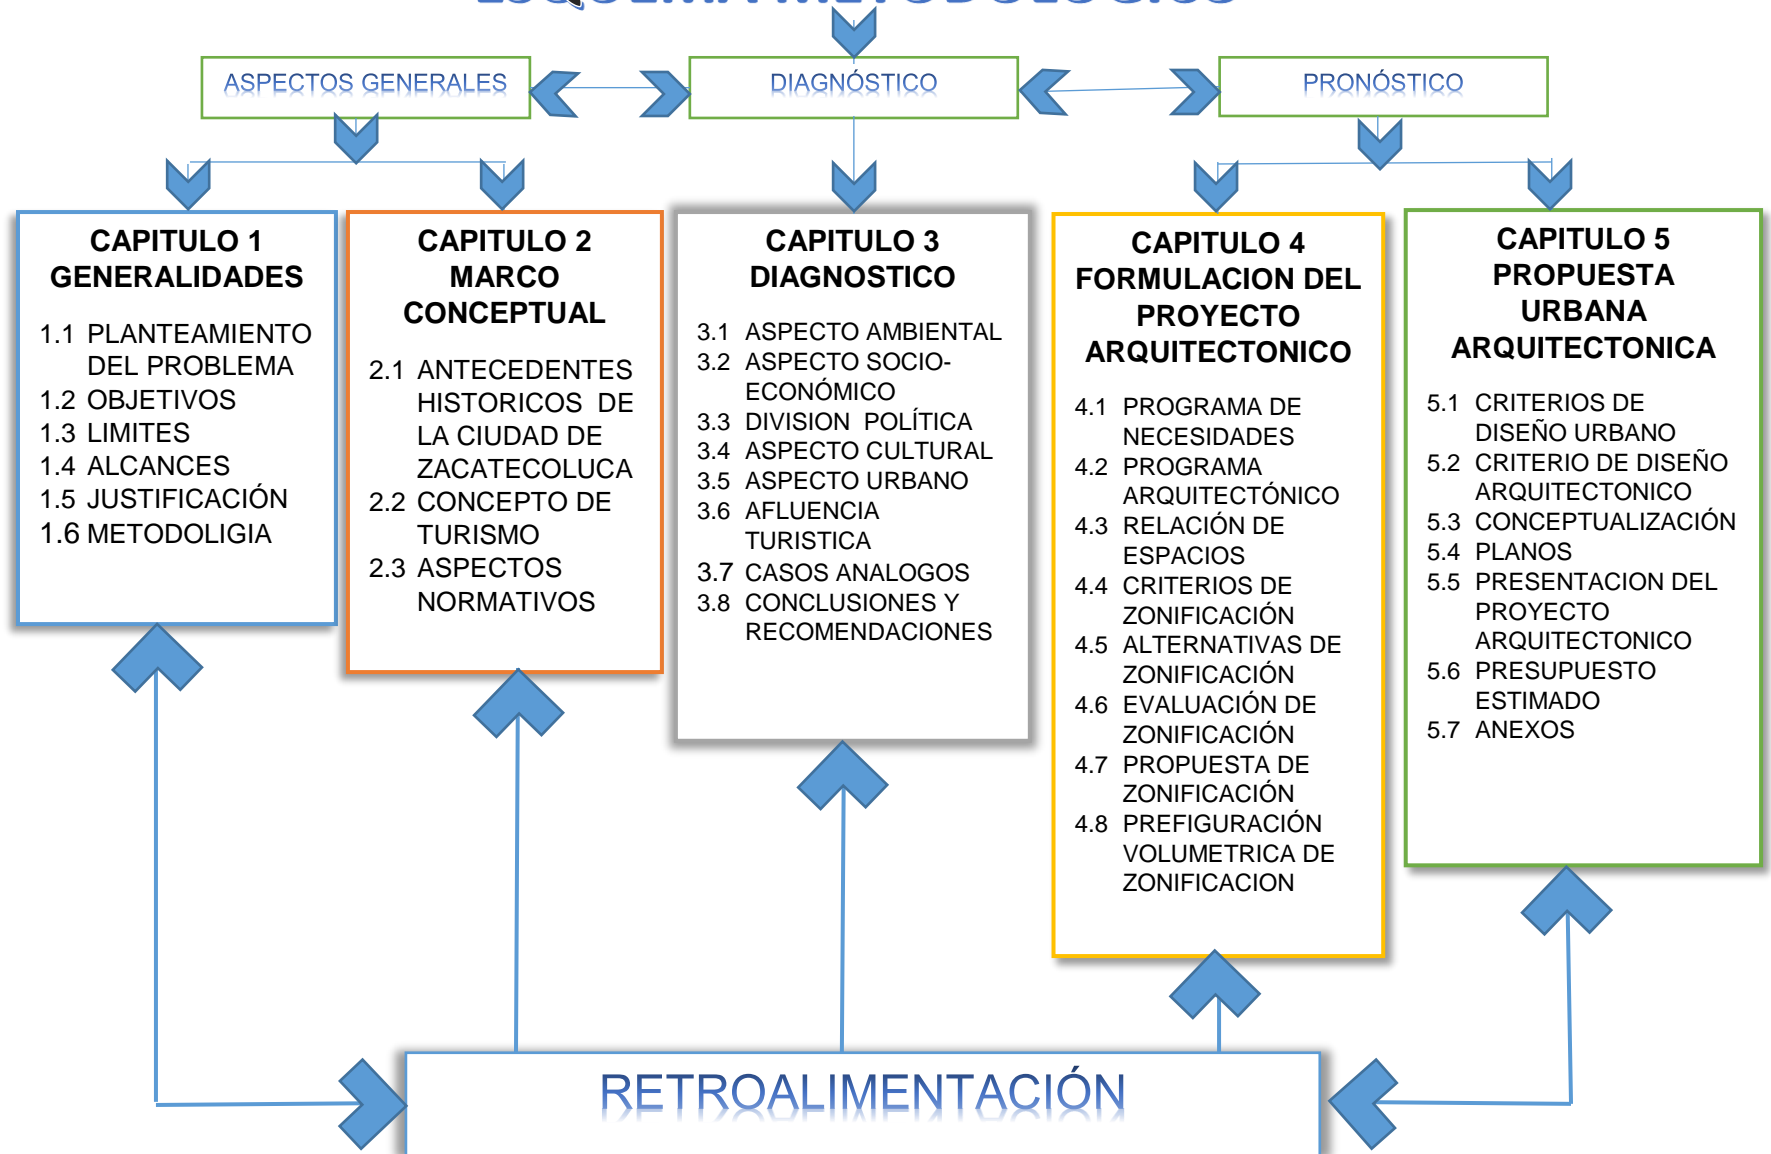 ESQUEMA METODOLOGICO
ASPECTOS GENERALES
DIAGNÓSTICO
PRONÓSTICO
CAPITULO 1
GENERALIDADES
1.1 PLANTEAMIENTO
DEL PROBLEMA
1.2 OBJETIVOS
1.3 LIMITES
1.4 ALCANCES
1.5 JUSTIFICACIÓN
1.6 METODOLIGIA
CAPITULO 2
MARCO
CONCEPTUAL
2.1 ANTECEDENTES
HISTORICOS DE
LA CIUDAD DE
ZACATECOLUCA
2.2 CONCEPTO DE
TURISMO
2.3 ASPECTOS
NORMATIVOS
CAPITULO 3
DIAGNOSTICO
3.1 ASPECTO AMBIENTAL
3.2 ASPECTO SOCIO-
ECONÓMICO
3.3 DIVISION POLÍTICA
3.4 ASPECTO CULTURAL
3.5 ASPECTO URBANO
3.6 AFLUENCIA
TURISTICA
3.7 CASOS ANALOGOS
3.8 CONCLUSIONES Y
RECOMENDACIONES
CAPITULO 4
FORMULACION DEL
PROYECTO
ARQUITECTONICO
4.1 PROGRAMA DE
NECESIDADES
4.2 PROGRAMA
ARQUITECTÓNICO
4.3 RELACIÓN DE
ESPACIOS
4.4 CRITERIOS DE
ZONIFICACIÓN
4.5 ALTERNATIVAS DE
ZONIFICACIÓN
4.6 EVALUACIÓN DE
ZONIFICACIÓN
4.7 PROPUESTA DE
ZONIFICACIÓN
4.8 PREFIGURACIÓN
VOLUMETRICA DE
ZONIFICACION
CAPITULO 5
PROPUESTA
URBANA
ARQUITECTONICA
5.1 CRITERIOS DE
DISEÑO URBANO
5.2 CRITERIO DE DISEÑO
ARQUITECTONICO
5.3 CONCEPTUALIZACIÓN
5.4 PLANOS
5.5 PRESENTACION DEL
PROYECTO
ARQUITECTONICO
5.6 PRESUPUESTO
ESTIMADO
5.7 ANEXOS
RETROALIMENTACIÓN